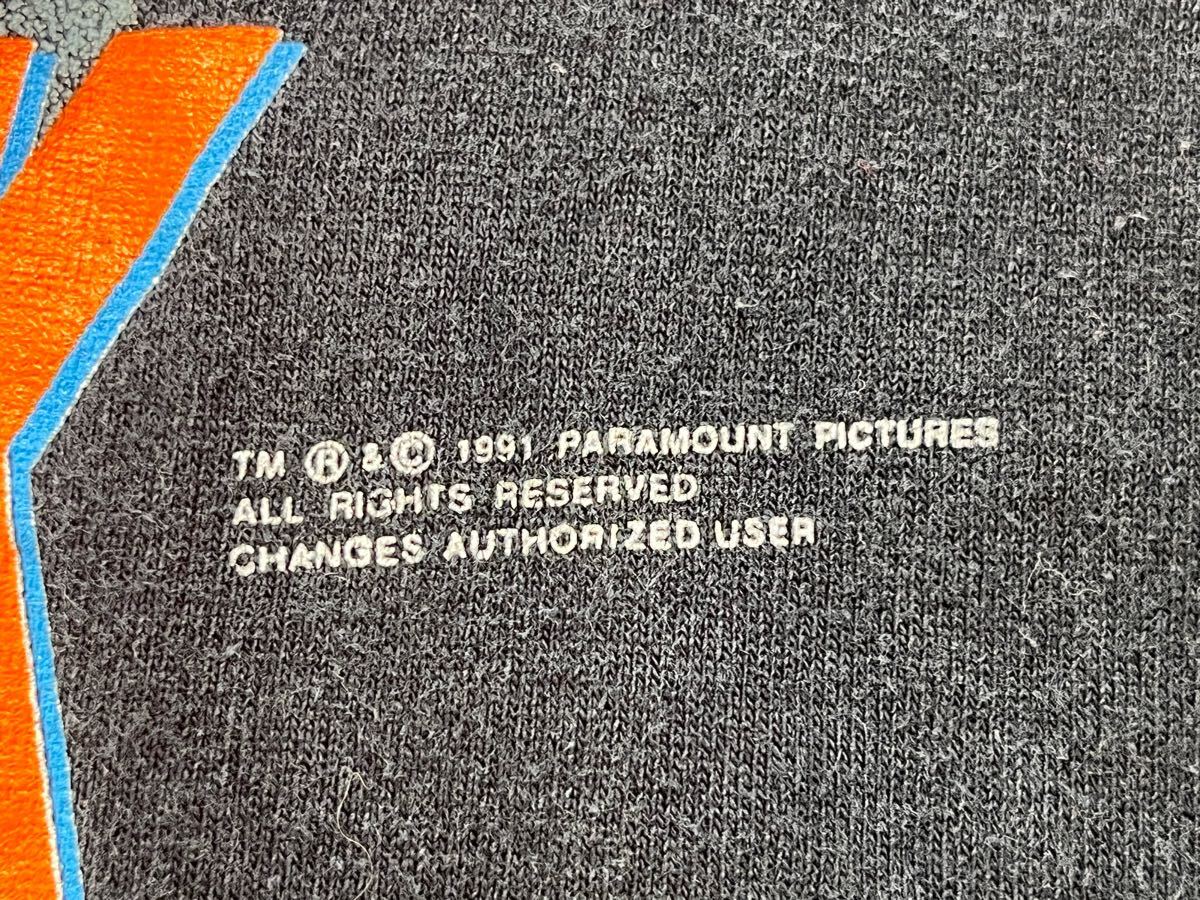 TM ® & © 1991 PARAMOUNT PICTURES
ALL RIGHTS RESERVED
CHANGES AUTHORIZED USER